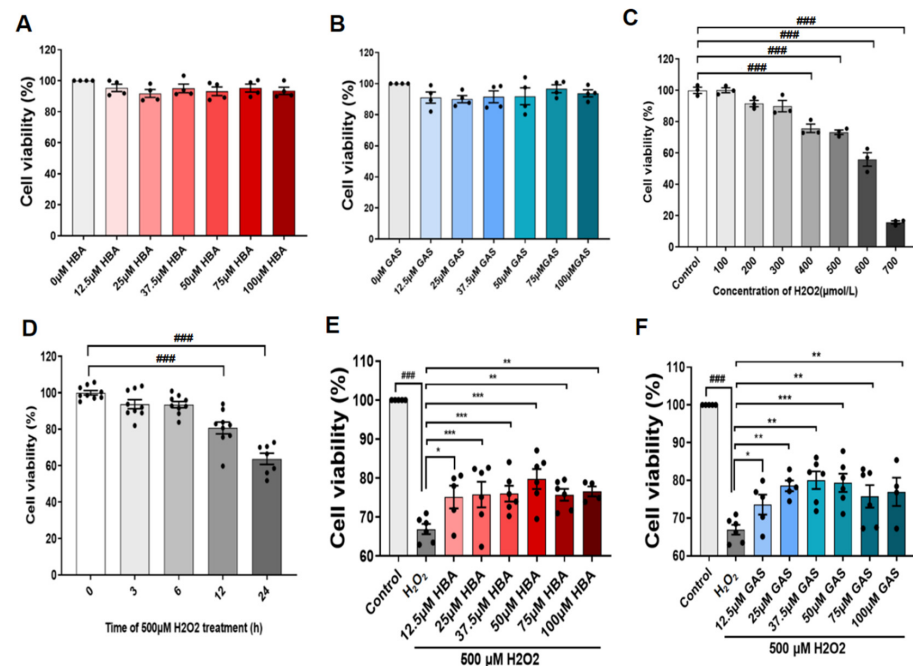 A
Cell viability (%)
120
100
80
60
40
20
0
0µM HBA
12.5µM HBA
25µM HBA
37.5µM HBA
50µM HBA
75µM HBA
100µM HBA
B
Cell viability (%)
120
100
80
60
40
20
0
0µM GAS
12.5µM GAS
25µM GAS
37.5µM GAS
50µM GAS
75µMGAS
100µMGAS
C
###
###
###
###
Cell viability (%)
120
100
80
60
40
20
0
Control
100
200
300
400
500
600
700
Concentration of H2O2(µmol/L)
D
###
###
Cell viability (%)
120
100
80
60
40
20
0
0
3
6
12
24
Time of 500µM H2O2 treatment (h)
E
**
**
***
***
***
*
###
Cell viability (%)
110
100
90
80
70
60
Control
H₂O₂
12.5µM HBA
25µM HBA
37.5µM HBA
50µM HBA
75µM HBA
100µM HBA
500 µM H2O2
F
**
**
***
**
**
*
###
Cell viability (%)
110
100
90
80
70
60
Control
H₂O₂
12.5µM GAS
25µM GAS
37.5µM GAS
50µM GAS
75µM GAS
100µM GAS
500 µM H2O2